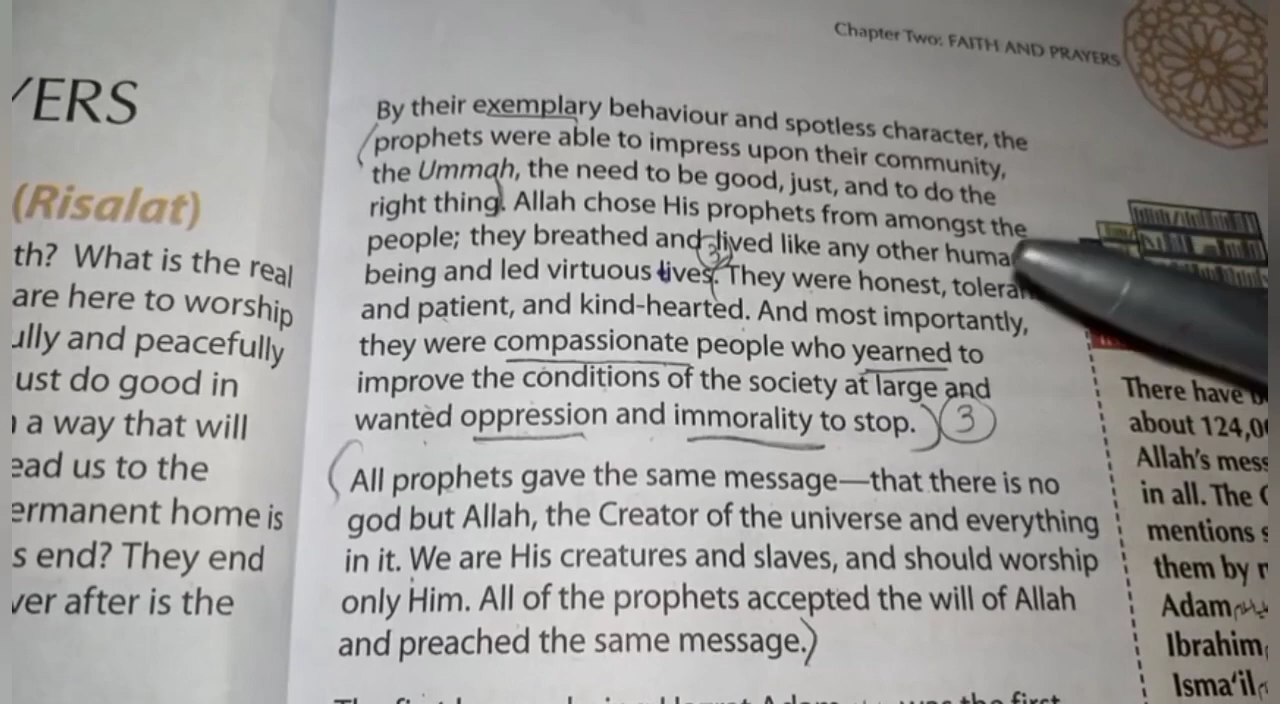 Chapter Two: FAITH AND PRAYERS
ERS
(Risalat)
th? What is the real
are here to worship
ully and peacefully
ust do good in
a way that will
ead us to the
ermanent home is
s end? They end
ver after is the
By their exemplary behaviour and spotless character, the
prophets were able to impress upon their community,
the Ummah, the need to be good, just, and to do the
right thing. Allah chose His prophets from amongst the
people; they breathed and lived like any other huma
being and led virtuous lives. They were honest, toleran
and patient, and kind-hearted. And most importantly,
they were compassionate people who yearned to
improve the conditions of the society at large and
wanted oppression and immorality to stop. 3
All prophets gave the same message—that there is no
god but Allah, the Creator of the universe and everything
in it. We are His creatures and slaves, and should worship
only Him. All of the prophets accepted the will of Allah
and preached the same message.
There have
about 124,0
Allah's mess
in all. The
mentions s
them by
Adam
Ibrahim
Isma'il